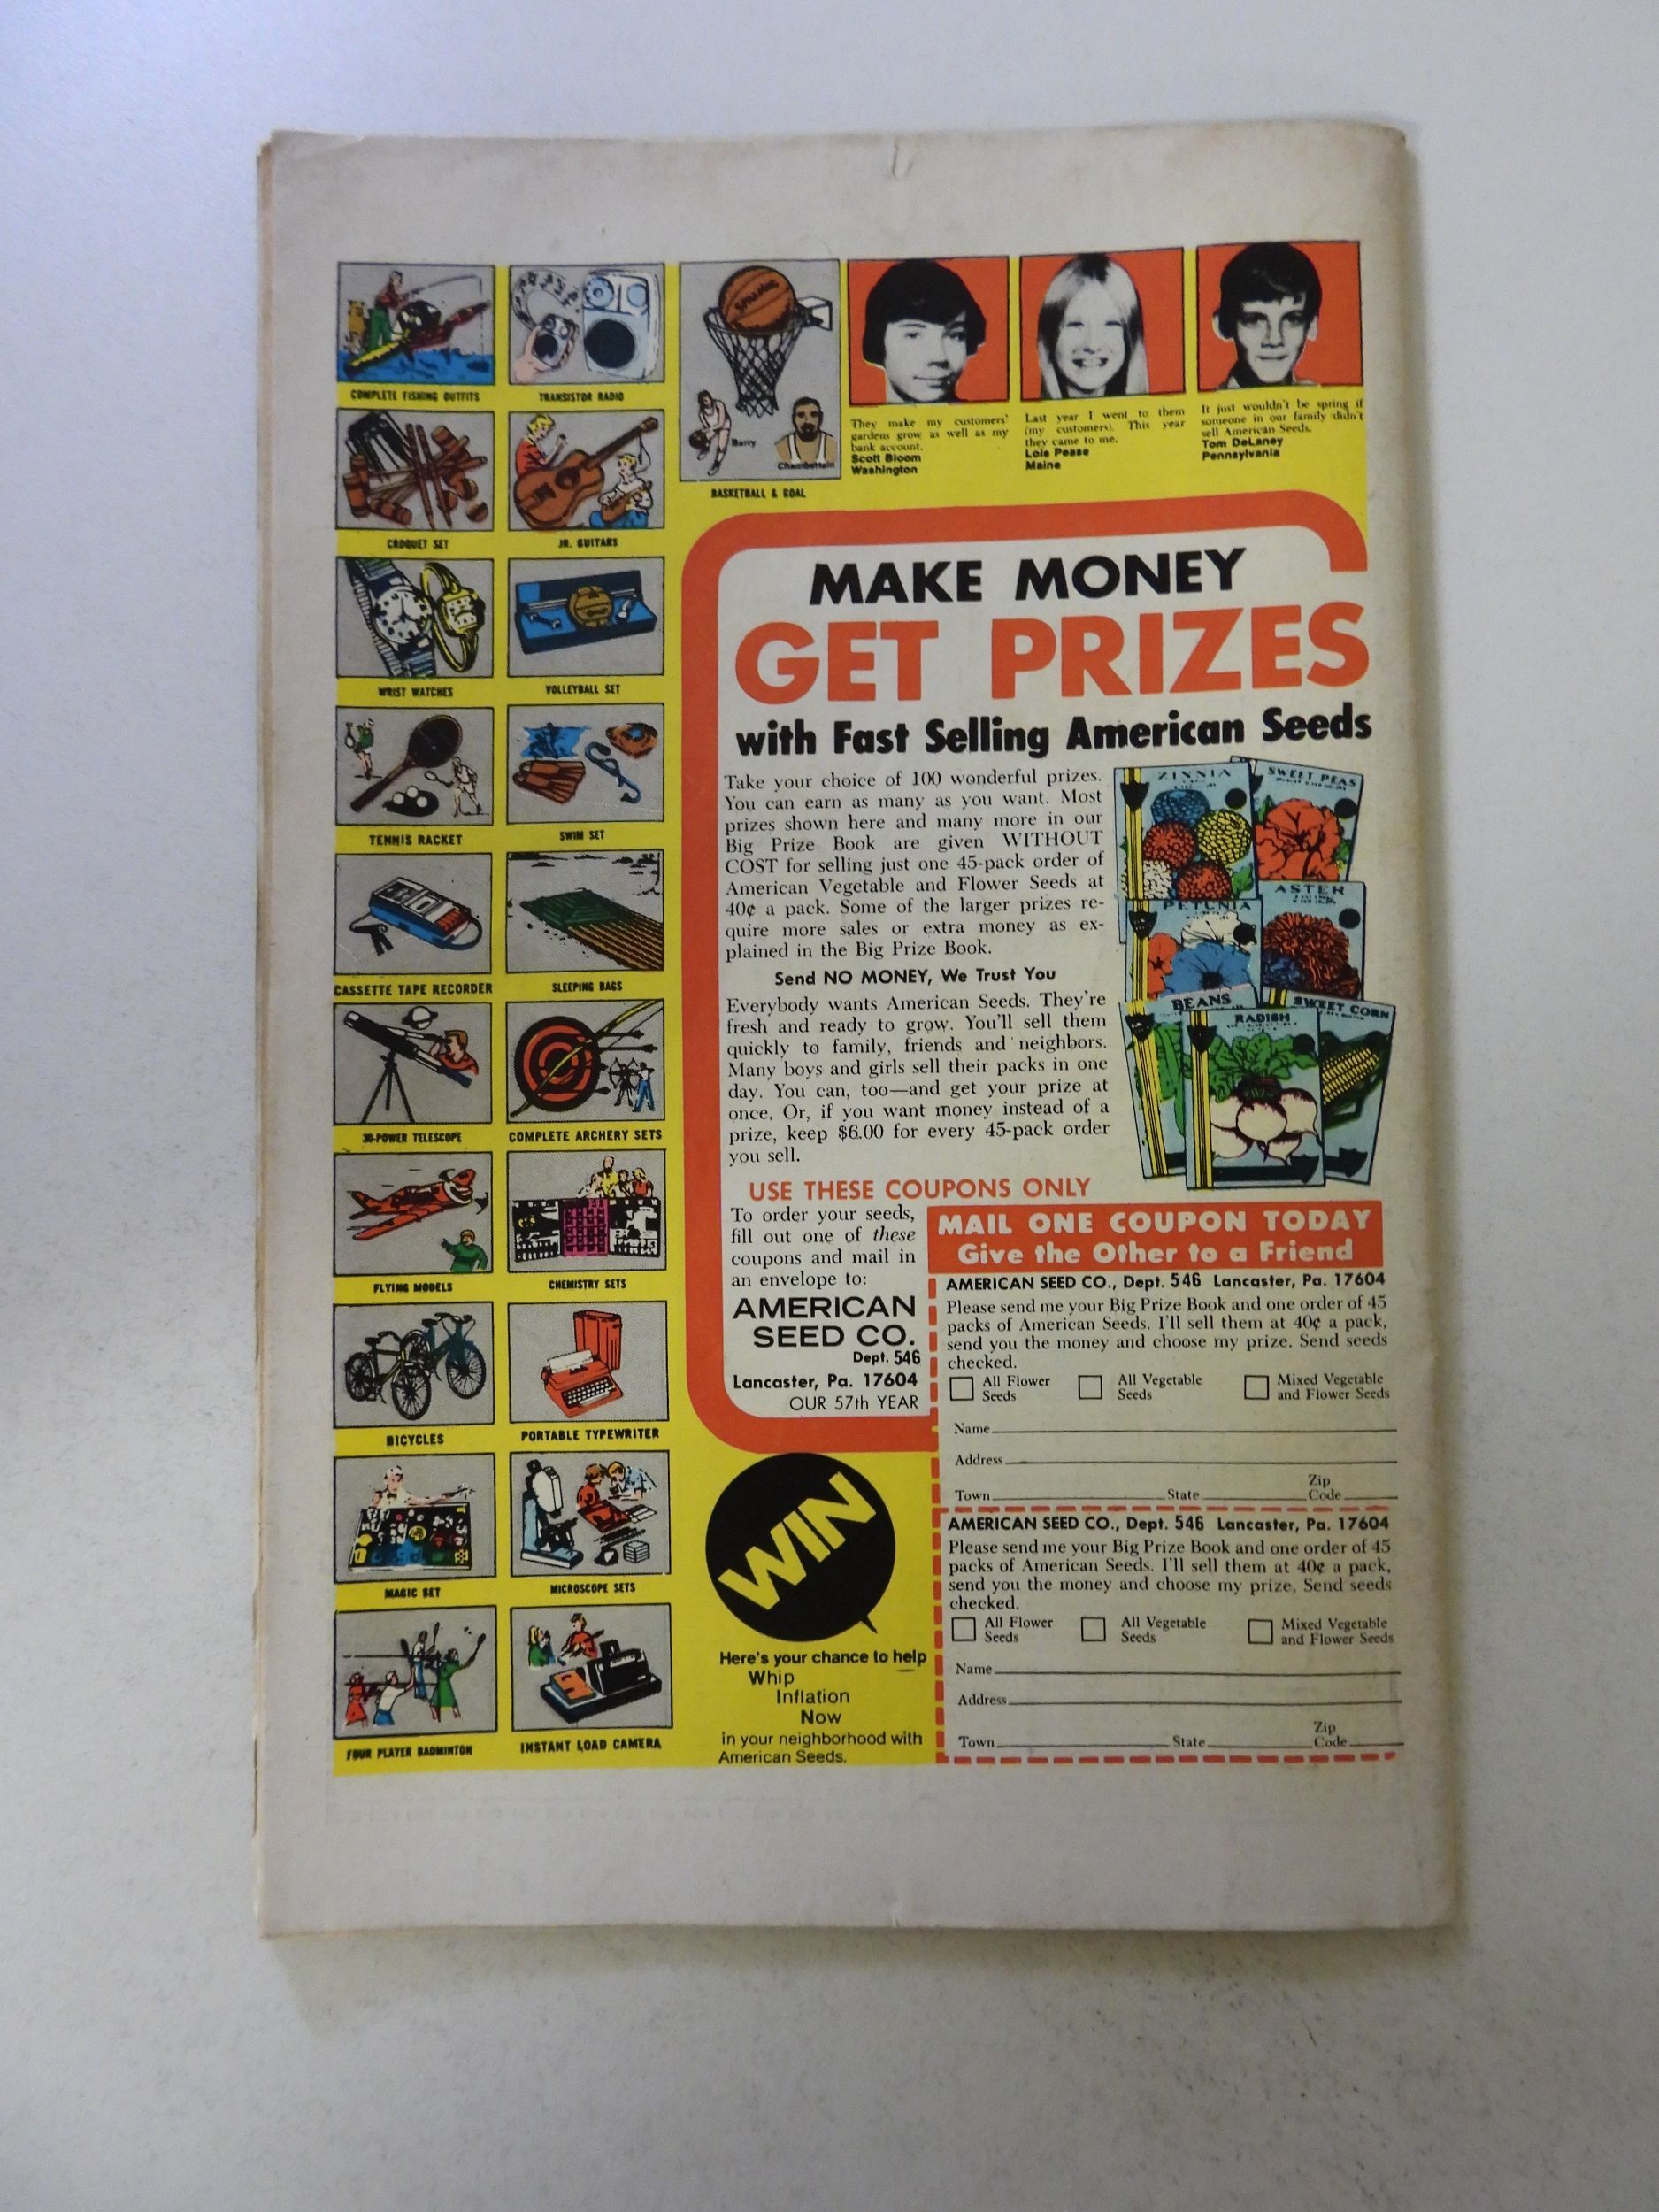 COMPLETE FISHING OUTFITS
TRANSISTOR RADIO
CROQUET SET
JR. GUITARS
WRIST WATCHES
VOLLEYBALL SET
TENNIS RACKET
SWIM SET
CASSETTE TAPE RECORDER
SLEEPING BAGS
30-POWER TELESCOPE
COMPLETE ARCHERY SETS
FLYING MODELS
CHEMISTRY SETS
BICYCLES
PORTABLE TYPEWRITER
MAGIC SET
MICROSCOPE SETS
FOUR PLAYER BADMINTON
INSTANT LOAD CAMERA
SPALDING
Barry
Chamberlain
BASKETBALL & GOAL
They make my customers'
gardens grow as well as my
bank account.
Scott Bloom
Washington
Last year I went to them
(my customers). This year
they came to me.
Lois Pease
Maine
It just wouldn't be spring if
someone in our family didn't
sell American Seeds.
Tom DeLaney
Pennsylvania
MAKE MONEY
GET PRIZES
with Fast Selling American Seeds
Take your choice of 100 wonderful prizes.
You can earn as many as you want. Most
prizes shown here and many more in our
Big Prize Book are given WITHOUT
COST for selling just one 45-pack order of
American Vegetable and Flower Seeds at
40¢ a pack. Some of the larger prizes re-
quire more sales or extra money as ex-
plained in the Big Prize Book.
Send NO MONEY, We Trust You
Everybody wants American Seeds. They're
fresh and ready to grow. You'll sell them
quickly to family, friends and neighbors.
Many boys and girls sell their packs in one
day. You can, too—and get your prize at
once. Or, if you want money instead of a
prize, keep $6.00 for every 45-pack order
you sell.
ZINNIA
SWEET PEAS
PETUNIA
ASTER
BEANS
RADISH
SWEET CORN
USE THESE COUPONS ONLY
To order your seeds,
fill out one of these
coupons and mail in
an envelope to:
AMERICAN
SEED CO.
Dept. 546
Lancaster, Pa. 17604
OUR 57th YEAR
MAIL ONE COUPON TODAY
Give the Other to a Friend
AMERICAN SEED CO., Dept. 546 Lancaster, Pa. 17604
Please send me your Big Prize Book and one order of 45
packs of American Seeds. I'll sell them at 40¢ a pack,
send you the money and choose my prize. Send seeds
checked.
All Flower Seeds
All Vegetable Seeds
Mixed Vegetable and Flower Seeds
Name
Address
Town State Zip Code
AMERICAN SEED CO., Dept. 546 Lancaster, Pa. 17604
Please send me your Big Prize Book and one order of 45
packs of American Seeds. I'll sell them at 40¢ a pack,
send you the money and choose my prize. Send seeds
checked.
All Flower Seeds
All Vegetable Seeds
Mixed Vegetable and Flower Seeds
Name
Address
Town State Zip Code
WIN
Here's your chance to help
Whip
Inflation
Now
in your neighborhood with
American Seeds.